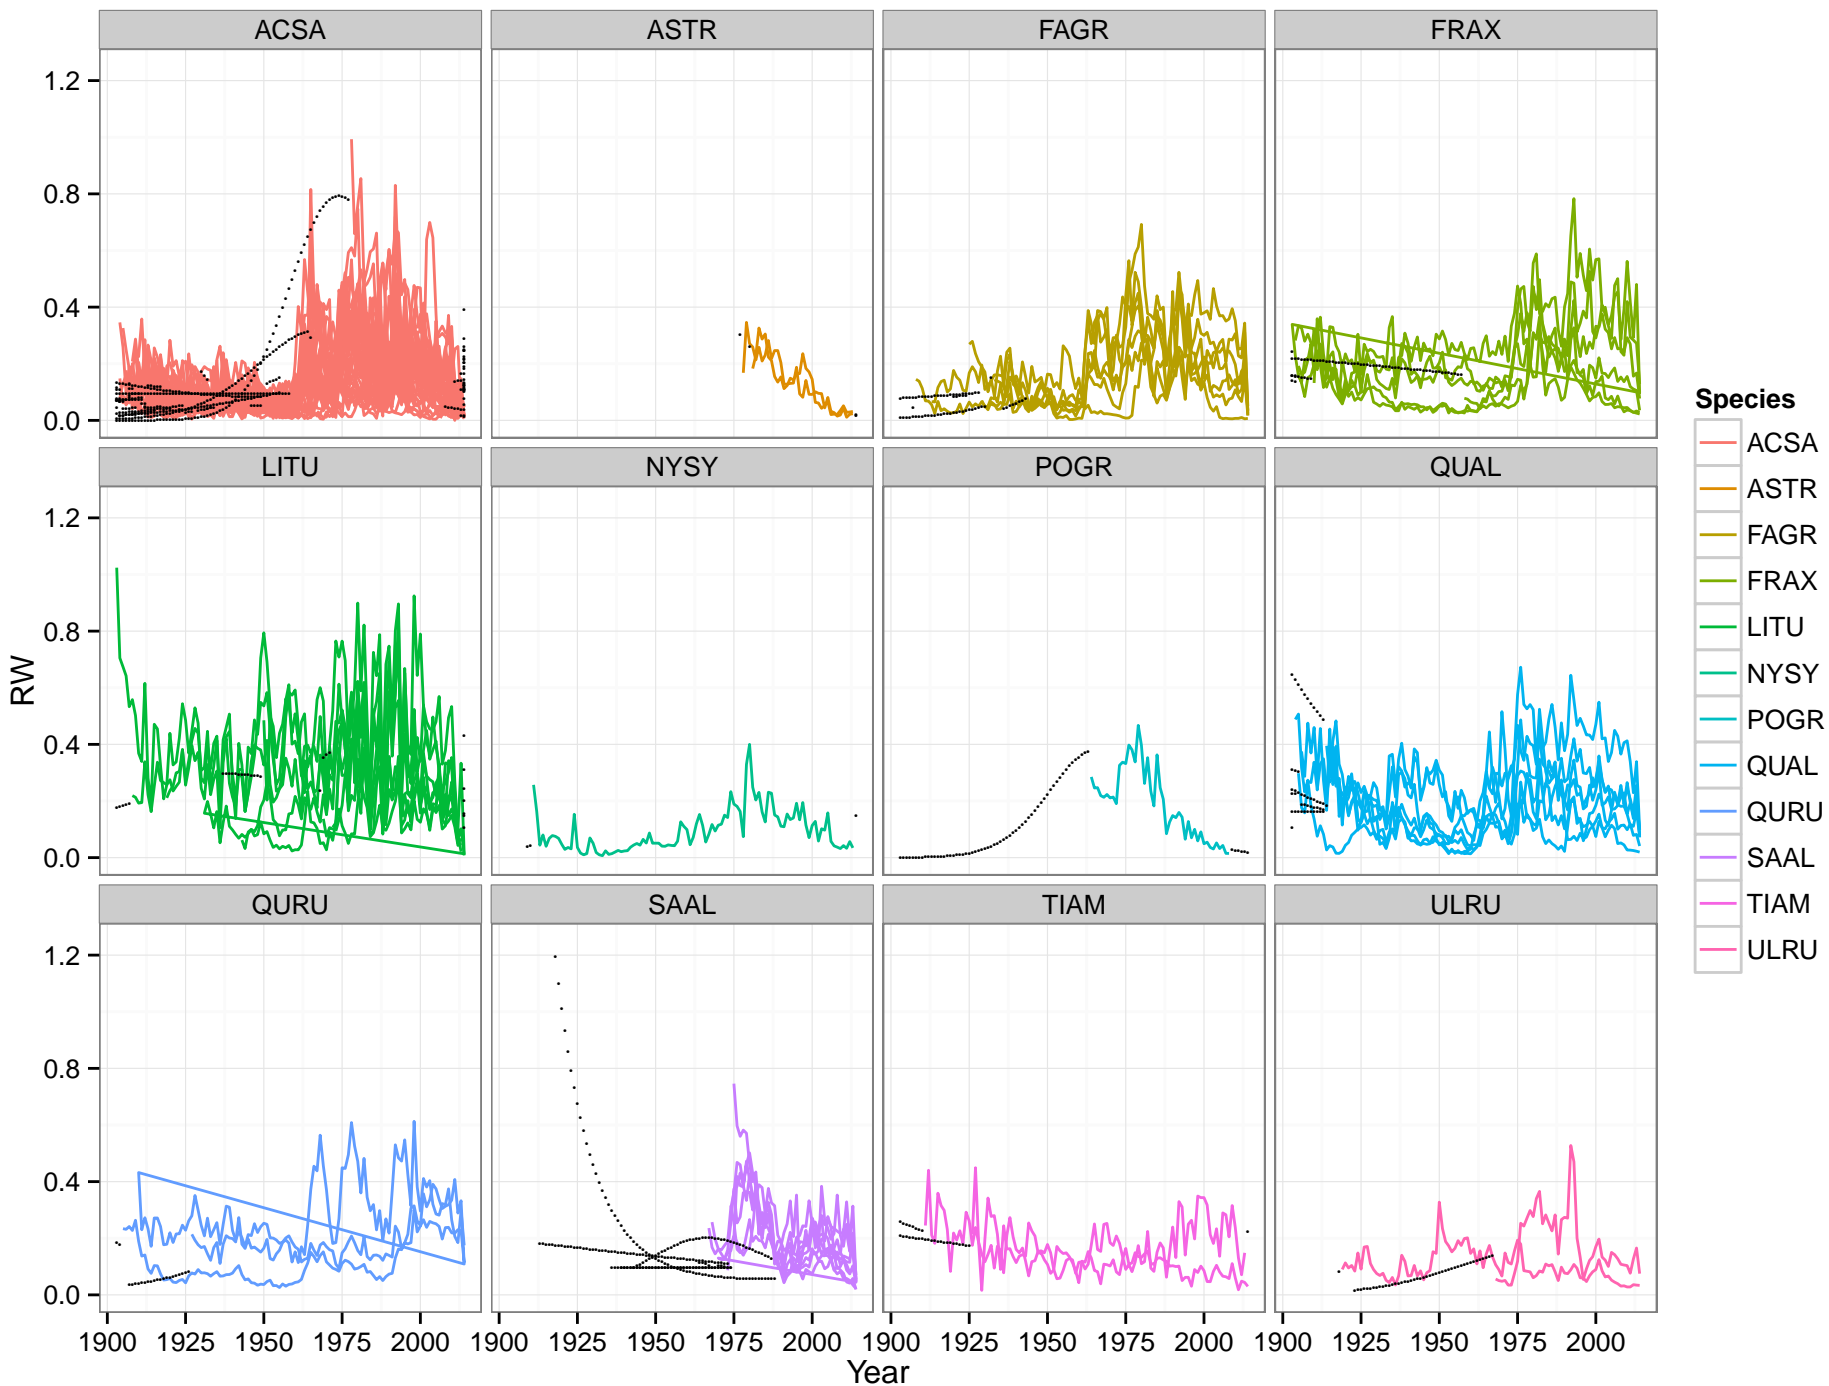 ACSA ASTR FAGR FRAX
1.2
0.8
0.4
0.0
LITU NYSY POGR QUAL
1.2
0.8
0.4
0.0
QURU SAAL TIAM ULRU
1.2
0.8
0.4
0.0
1900 1925 1950 1975 2000 1900 1925 1950 1975 2000 1900 1925 1950 1975 2000 1900 1925 1950 1975 2000
Year
RW
Species
ACSA
ASTR
FAGR
FRAX
LITU
NYSY
POGR
QUAL
QURU
SAAL
TIAM
ULRU